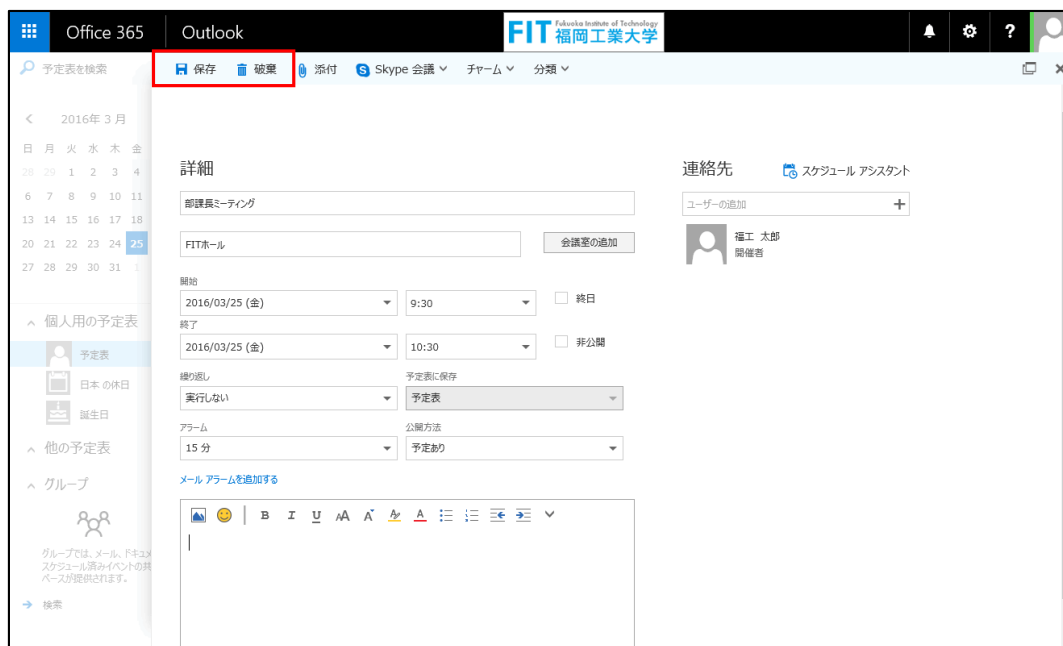 Office 365
Outlook
FIT Fukuoka Institute of Technology
福岡工業大学
?
予定表を検索
保存 破棄 添付 Skype 会議 チャーム 分類
2016年 3 月
日 月 火 水 木 金
28 29 1 2 3 4
6 7 8 9 10 11
13 14 15 16 17 18
20 21 22 23 24 25
27 28 29 30 31 1
個人用の予定表
予定表
日本 の休日
誕生日
他の予定表
グループ
グループでは、メール、ドキュメ
スケジュール済みイベントの共
ペースが提供されます。
検索
詳細
部課長ミーティング
FITホール
会議室の追加
開始
2016/03/25 (金) 9:30 終日
終了
2016/03/25 (金) 10:30 非公開
繰り返し 予定表に保存
実行しない 予定表
アラーム 公開方法
15 分 予定あり
メール アラームを追加する
B I U AA A A A
連絡先
スケジュール アシスタント
ユーザーの追加
福工 太郎
開催者